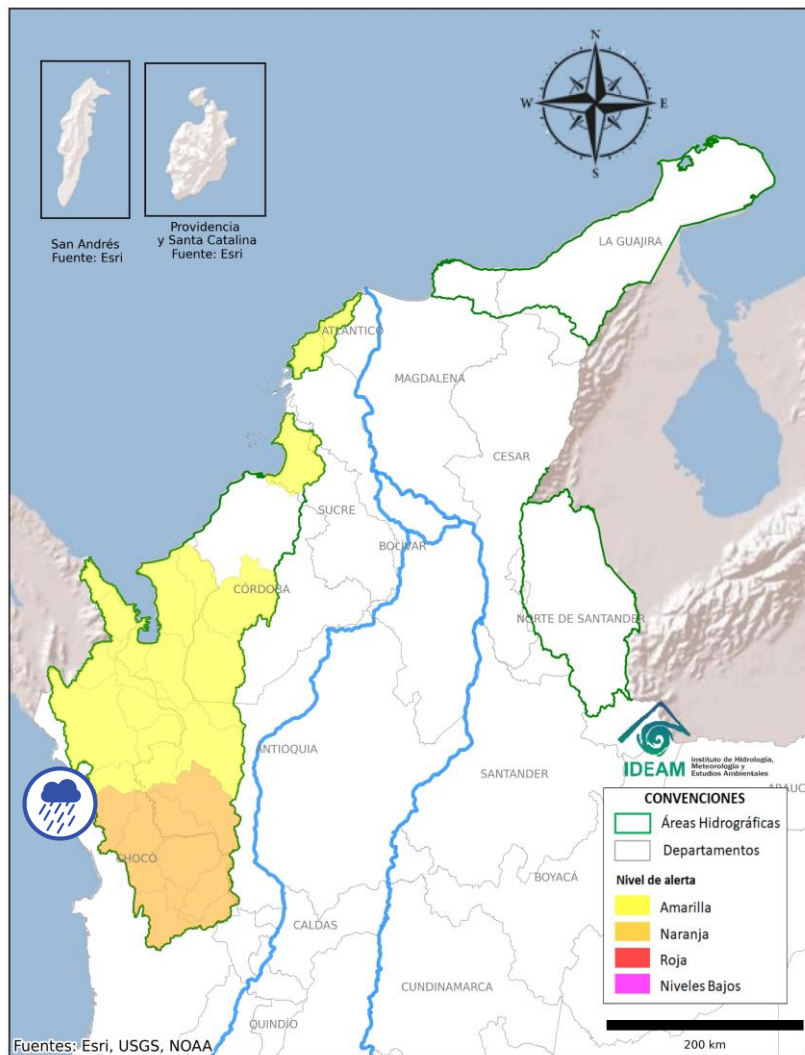 N
W
E
S
San Andrés
Fuente: Esri
Providencia
y Santa Catalina
Fuente: Esri
LA GUAJIRA
ATLÁNTICO
MAGDALENA
CESAR
SUCRE
BOLÍVAR
CÓRDOBA
NORTE DE SANTANDER
ANTIOQUIA
SANTANDER
IDEAM
Instituto de Hidrología,
Meteorología y
Estudios Ambientales
ARAUC
CHOCÓ
BOYACÁ
CALDAS
CUNDINAMARCA
QUINDÍO
CONVENCIONES
Áreas Hidrográficas
Departamentos
Nivel de alerta
Amarilla
Naranja
Roja
Niveles Bajos
Fuentes: Esri, USGS, NOAA
200 km